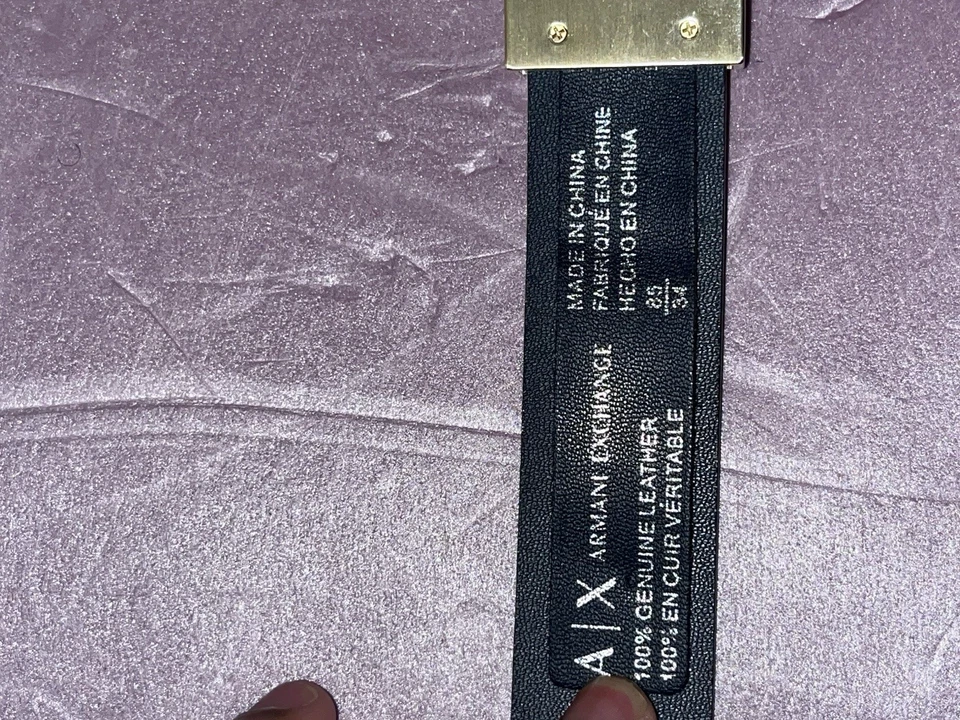 A|X ARMANI EXCHANGE
100% GENUINE LEATHER
100% EN CUIR VÉRITABLE
MADE IN CHINA
FABRIQUÉ EN CHINE
HECHO EN CHINA
85
34